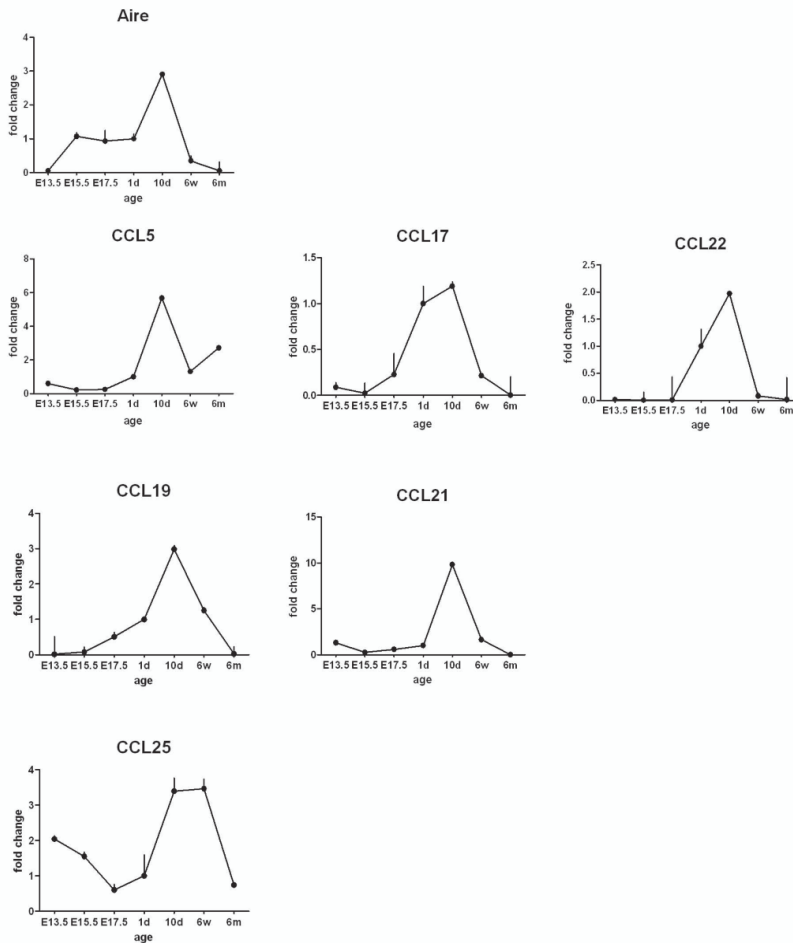 Aire
4
3
2
1
0
fold change
E13.5 E15.5 E17.5 1d 10d 6w 6m
age
CCL5
8
6
4
2
0
fold change
E13.5 E15.5 E17.5 1d 10d 6w 6m
age
CCL17
1.5
1.0
0.5
0.0
fold change
E13.5 E15.5 E17.5 1d 10d 6w 6m
age
CCL22
2.5
2.0
1.5
1.0
0.5
0.0
fold change
E13.5 E15.5 E17.5 1d 10d 6w 6m
age
CCL19
4
3
2
1
0
fold change
E13.5 E15.5 E17.5 1d 10d 6w 6m
age
CCL21
15
10
5
0
fold change
E13.5 E15.5 E17.5 1d 10d 6w 6m
age
CCL25
4
3
2
1
0
fold change
E13.5 E15.5 E17.5 1d 10d 6w 6m
age